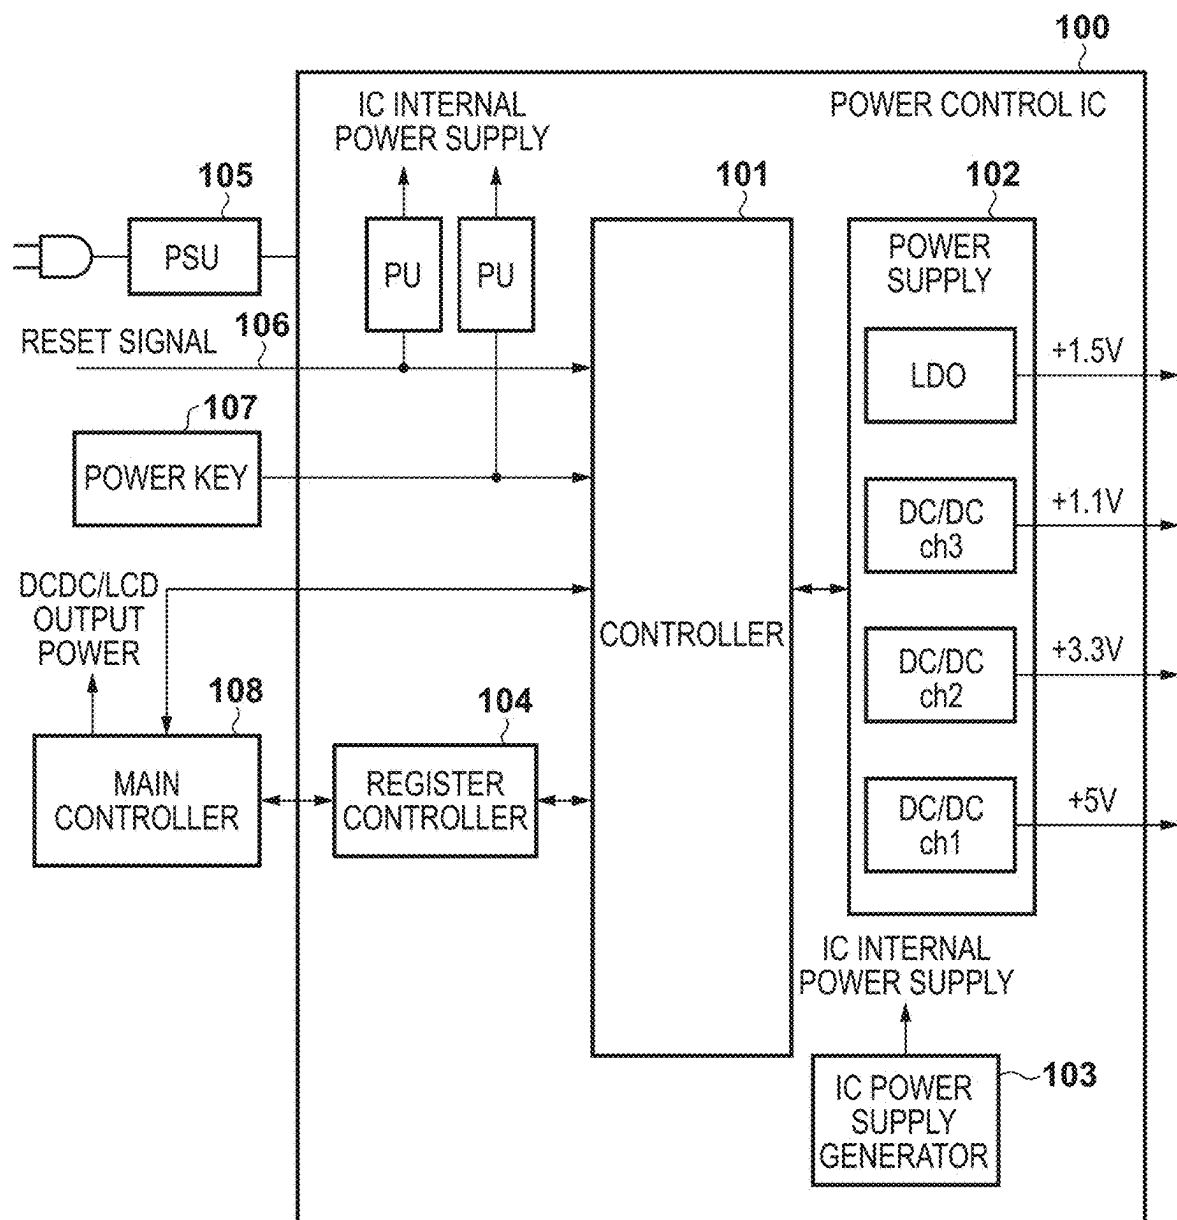 100
IC INTERNAL
POWER SUPPLY
POWER CONTROL IC
105
101
102
PSU
PU
PU
POWER
SUPPLY
RESET SIGNAL
106
LDO
+1.5V
107
POWER KEY
DC/DC
ch3
+1.1V
DCDC/LCD
OUTPUT
POWER
CONTROLLER
DC/DC
ch2
+3.3V
108
104
MAIN
CONTROLLER
REGISTER
CONTROLLER
DC/DC
ch1
+5V
IC INTERNAL
POWER SUPPLY
103
IC POWER
SUPPLY
GENERATOR